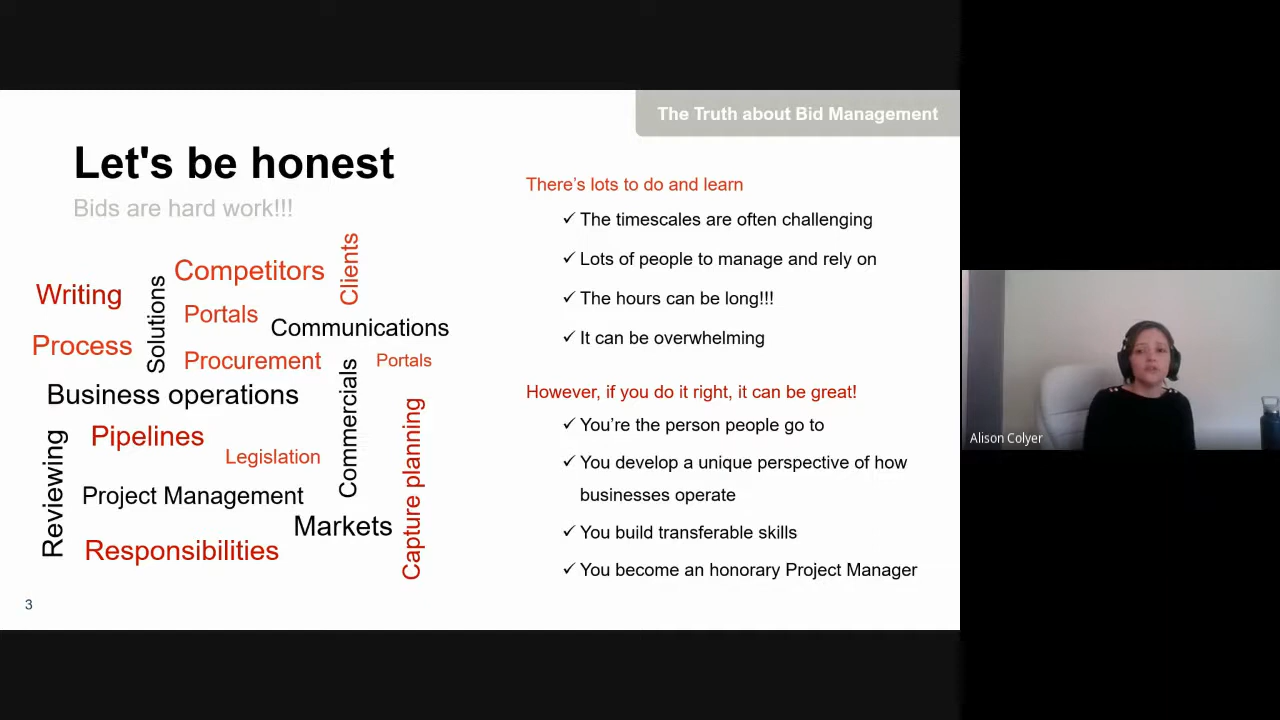 The Truth about Bid Management
Let's be honest
Bids are hard work!!!
Clients
Competitors
Writing
Solutions
Portals
Communications
Process
Procurement
Portals
Business operations
Commercials
Capture planning
Pipelines
Reviewing
Legislation
Project Management
Markets
Responsibilities
There’s lots to do and learn
✓ The timescales are often challenging
✓ Lots of people to manage and rely on
✓ The hours can be long!!!
✓ It can be overwhelming
However, if you do it right, it can be great!
✓ You’re the person people go to
✓ You develop a unique perspective of how
businesses operate
✓ You build transferable skills
✓ You become an honorary Project Manager
3
Alison Colyer